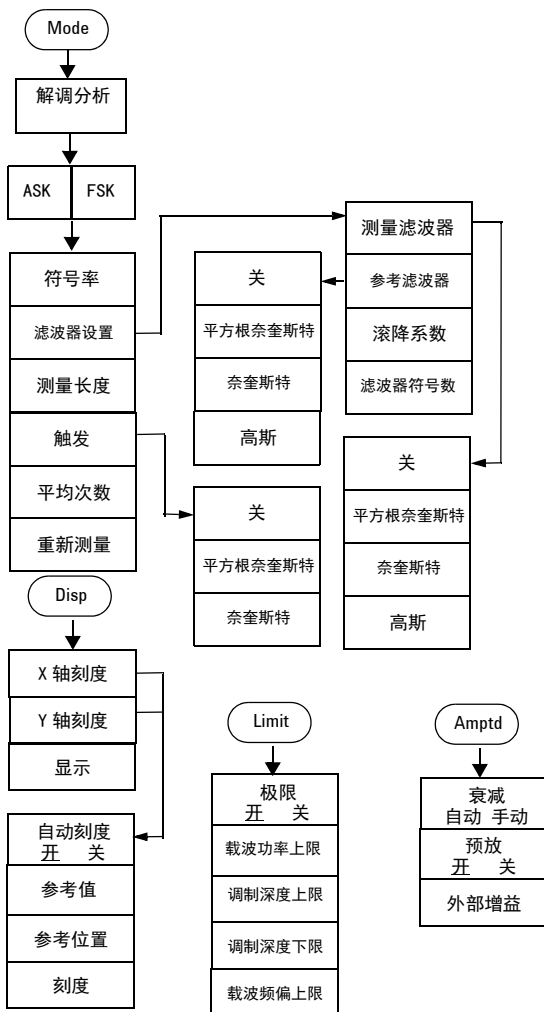 Mode
解调分析
ASK
FSK
符号率
滤波器设置
测量长度
触发
平均次数
重新测量
测量滤波器
参考滤波器
滚降系数
滤波器符号数
关
平方根奈奎斯特
奈奎斯特
高斯
关
平方根奈奎斯特
奈奎斯特
高斯
关
平方根奈奎斯特
奈奎斯特
Disp
X 轴刻度
Y 轴刻度
显示
自动刻度
开 关
参考值
参考位置
刻度
Limit
极限
开 关
载波功率上限
调制深度上限
调制深度下限
载波频偏上限
Amptd
衰减
自动 手动
预放
开 关
外部增益